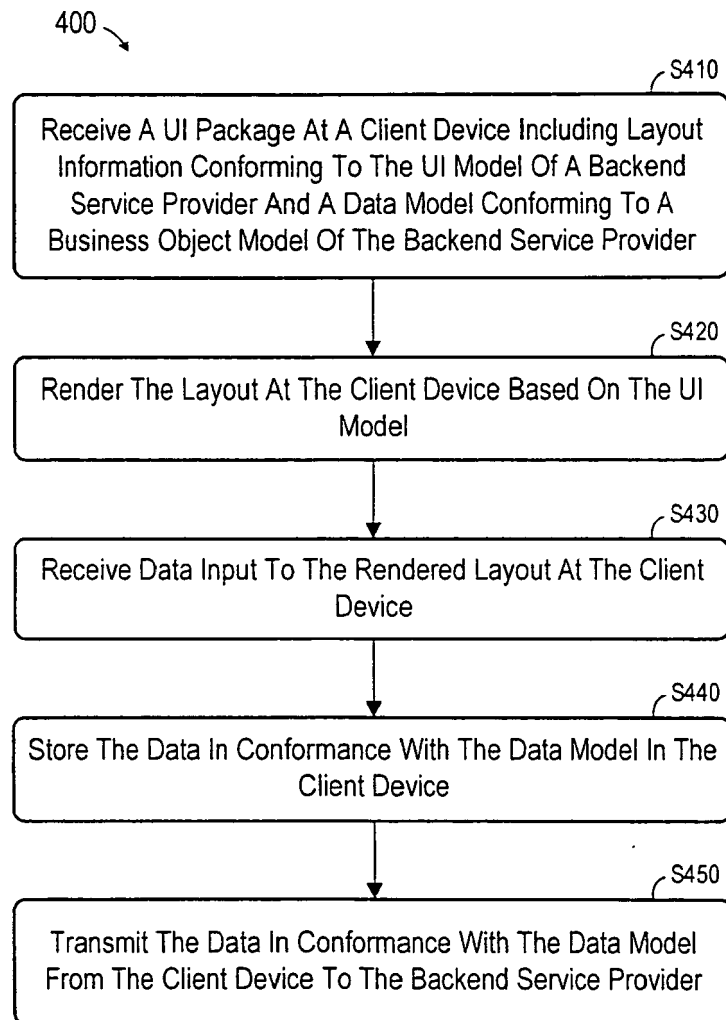 400
S410
Receive A UI Package At A Client Device Including Layout
Information Conforming To The UI Model Of A Backend
Service Provider And A Data Model Conforming To A
Business Object Model Of The Backend Service Provider
S420
Render The Layout At The Client Device Based On The UI
Model
S430
Receive Data Input To The Rendered Layout At The Client
Device
S440
Store The Data In Conformance With The Data Model In The
Client Device
S450
Transmit The Data In Conformance With The Data Model
From The Client Device To The Backend Service Provider